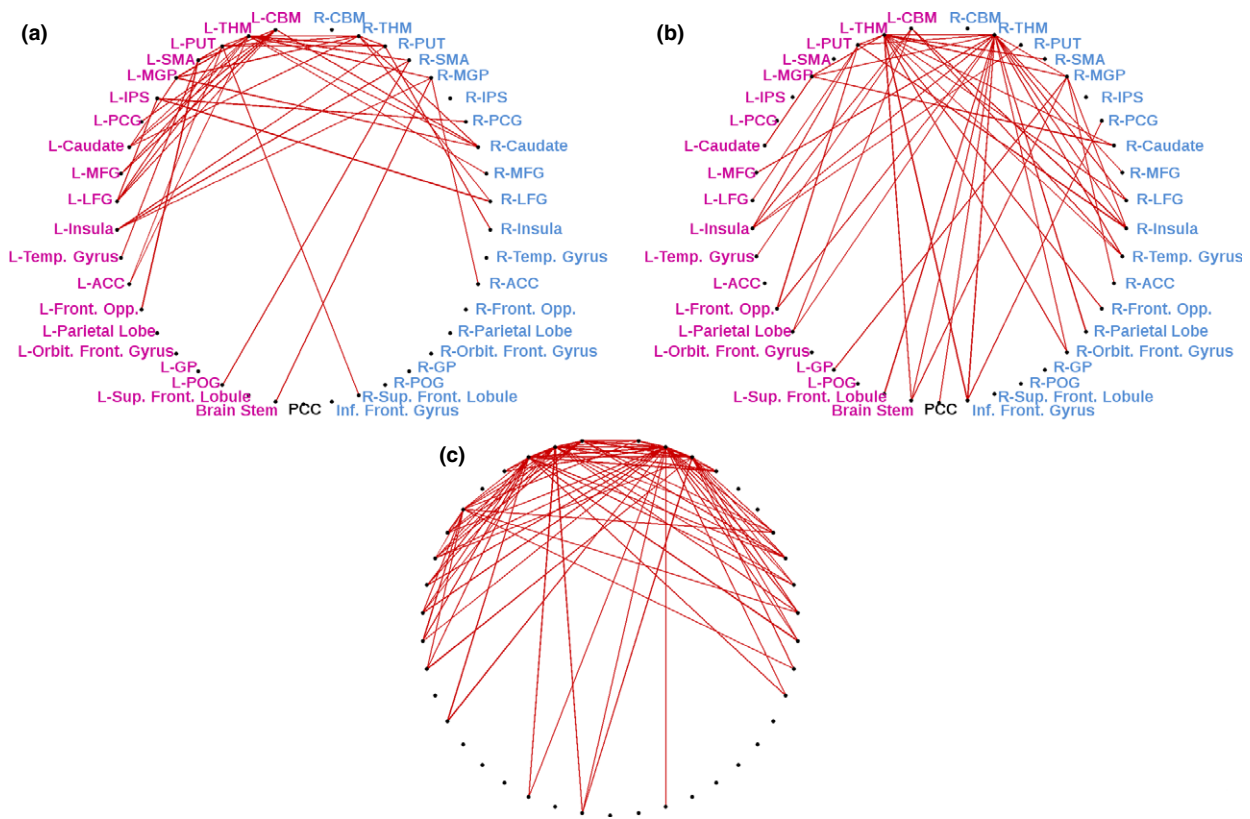 (a)
L-CBM
R-CBM
L-THM
R-THM
L-PUT
R-PUT
L-SMA
R-SMA
L-MGP
R-MGP
L-IPS
R-IPS
L-PCG
R-PCG
L-Caudate
R-Caudate
L-MFG
R-MFG
L-LFG
R-LFG
L-Insula
R-Insula
L-Temp. Gyrus
R-Temp. Gyrus
L-ACC
R-ACC
L-Front. Opp.
R-Front. Opp.
L-Parietal Lobe
R-Parietal Lobe
L-Orbit. Front. Gyrus
R-Orbit. Front. Gyrus
L-GP
R-GP
L-POG
R-POG
L-Sup. Front. Lobule
R-Sup. Front. Lobule
Brain Stem
PCC
Inf. Front. Gyrus
(b)
L-CBM
R-CBM
L-THM
R-THM
L-PUT
R-PUT
L-SMA
R-SMA
L-MGP
R-MGP
L-IPS
R-IPS
L-PCG
R-PCG
L-Caudate
R-Caudate
L-MFG
R-MFG
L-LFG
R-LFG
L-Insula
R-Insula
L-Temp. Gyrus
R-Temp. Gyrus
L-ACC
R-ACC
L-Front. Opp.
R-Front. Opp.
L-Parietal Lobe
R-Parietal Lobe
L-Orbit. Front. Gyrus
R-Orbit. Front. Gyrus
L-GP
R-GP
L-POG
R-POG
L-Sup. Front. Lobule
R-Sup. Front. Lobule
Brain Stem
PCC
Inf. Front. Gyrus
(c)